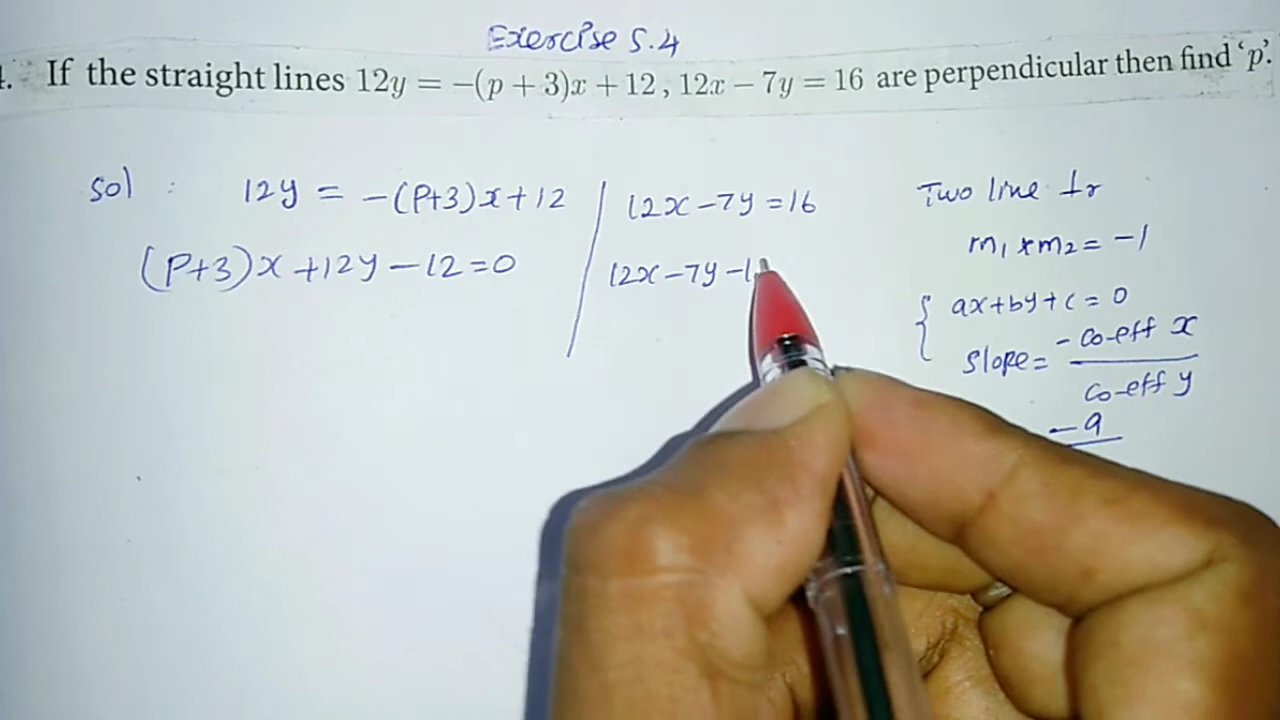 Exercise 5.4
If the straight lines 12y = −(p + 3)x + 12 , 12x − 7y = 16 are perpendicular then find ‘p’.
Sol : 12y = -(P+3)x+12 12x-7y=16
(P+3)x+12y-12=0 12x-7y-1
Two line ⊥r
m₁ × m₂ = -1
ax+by+c=0
Slope= -co-eff x
co-eff y
-a